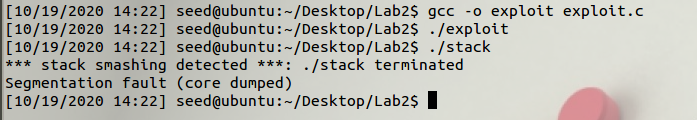 [10/19/2020 14:22] seed@ubuntu:~/Desktop/Lab2$ gcc -o exploit exploit.c
[10/19/2020 14:22] seed@ubuntu:~/Desktop/Lab2$ ./exploit
[10/19/2020 14:22] seed@ubuntu:~/Desktop/Lab2$ ./stack
*** stack smashing detected ***: ./stack terminated
Segmentation fault (core dumped)
[10/19/2020 14:22] seed@ubuntu:~/Desktop/Lab2$